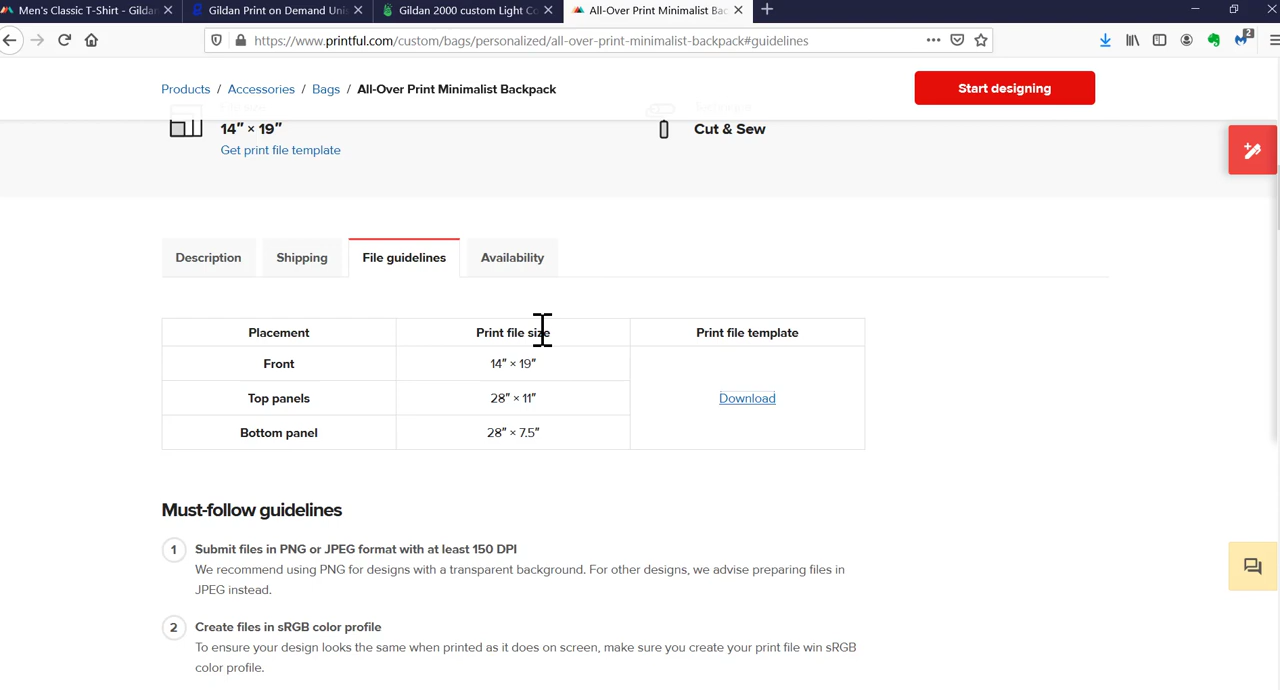 Men's Classic T-Shirt - Gildan
Gildan Print on Demand Uni
Gildan 2000 custom Light Co
All-Over Print Minimalist Bac
https://www.printful.com/custom/bags/personalized/all-over-print-minimalist-backpack#guidelines
2
Products / Accessories / Bags / All-Over Print Minimalist Backpack
Start designing
14″ × 19″
Cut & Sew
Get print file template
Description
Shipping
File guidelines
Availability
Placement Print file size Print file template
Front 14″ × 19″
Top panels 28″ × 11″ Download
Bottom panel 28″ × 7.5″
Must-follow guidelines
1 Submit files in PNG or JPEG format with at least 150 DPI
We recommend using PNG for designs with a transparent background. For other designs, we advise preparing files in
JPEG instead.
2 Create files in sRGB color profile
To ensure your design looks the same when printed as it does on screen, make sure you create your print file win sRGB
color profile.